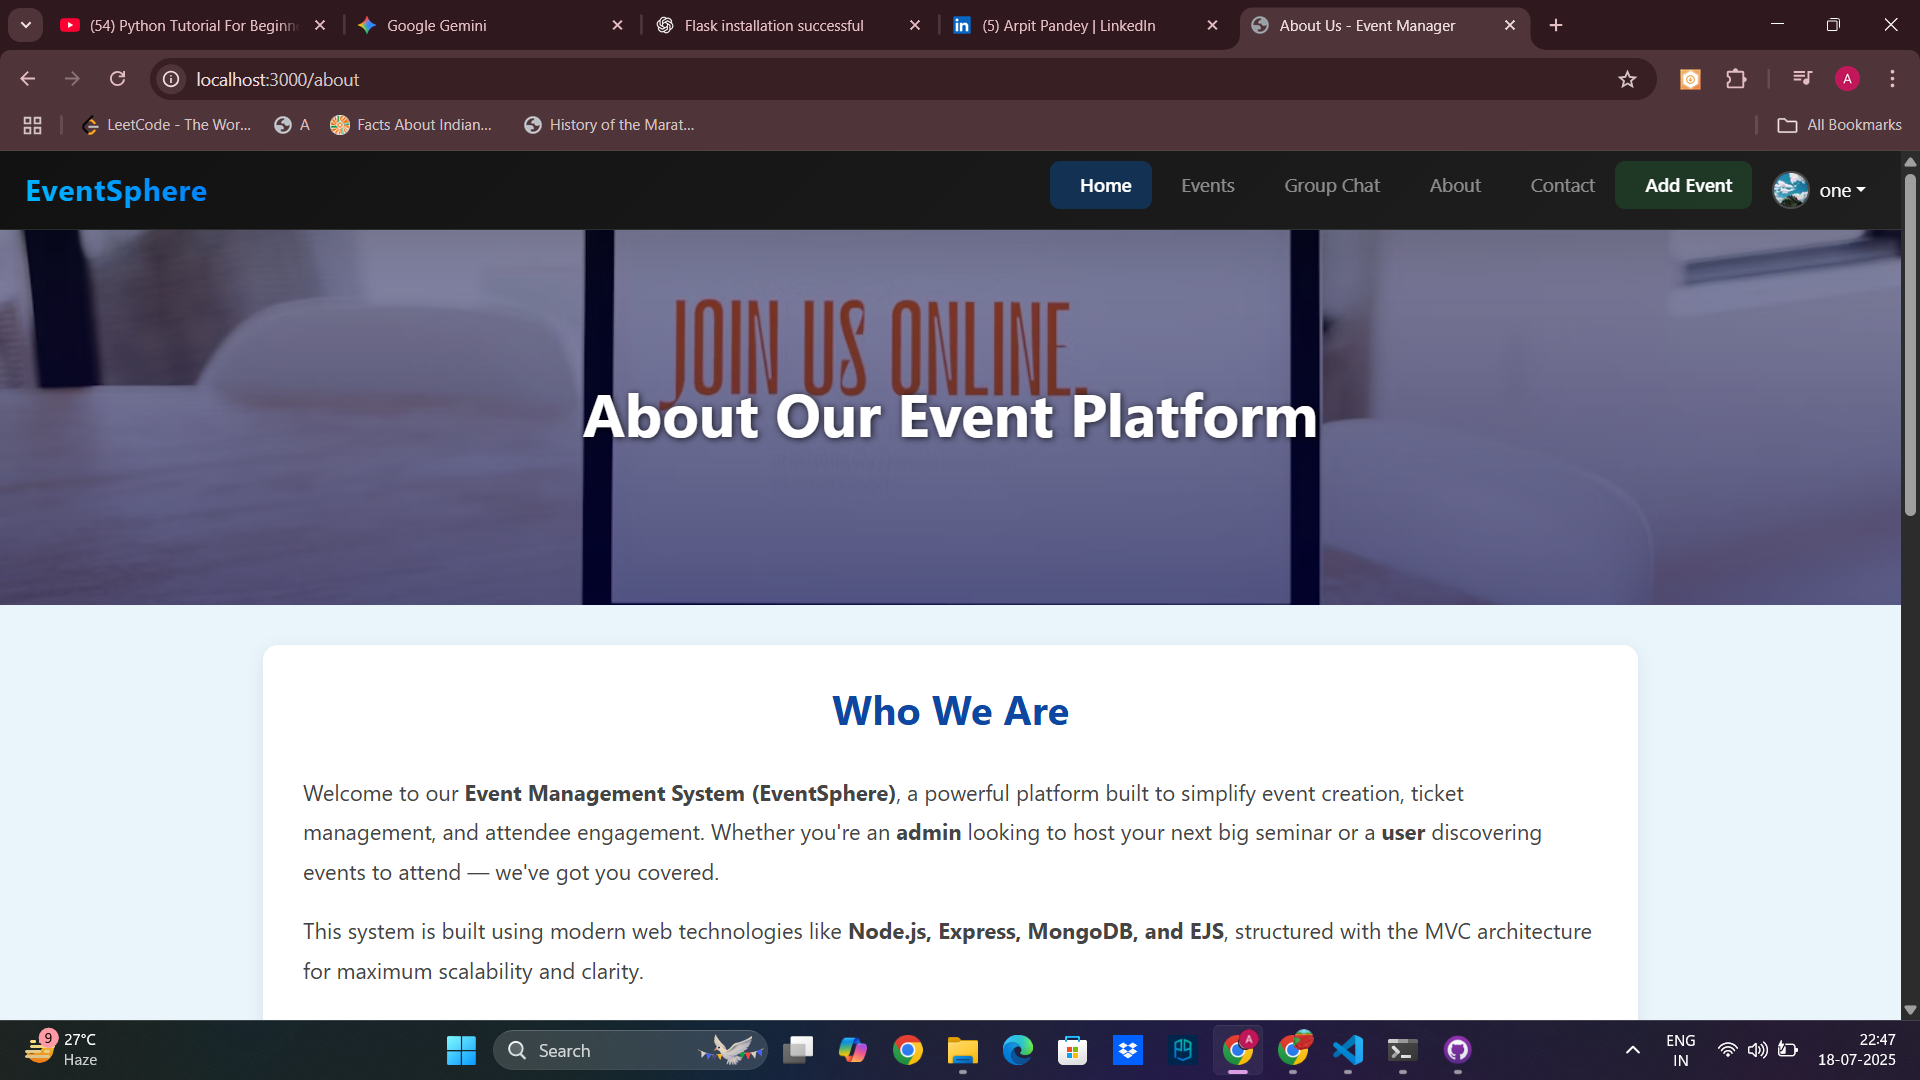 (54) Python Tutorial For Beginn
Google Gemini
Flask installation successful
(5) Arpit Pandey | LinkedIn
About Us - Event Manager
localhost:3000/about
A
LeetCode - The Wor...
A
Facts About Indian...
History of the Marat...
All Bookmarks
EventSphere
Home
Events
Group Chat
About
Contact
Add Event
one
JOIN US ONLINE.
About Our Event Platform
Who We Are
Welcome to our Event Management System (EventSphere), a powerful platform built to simplify event creation, ticket
management, and attendee engagement. Whether you're an admin looking to host your next big seminar or a user discovering
events to attend — we've got you covered.
This system is built using modern web technologies like Node.js, Express, MongoDB, and EJS, structured with the MVC architecture
for maximum scalability and clarity.
9
27°C
Haze
Search
A
ENG
IN
22:47
18-07-2025